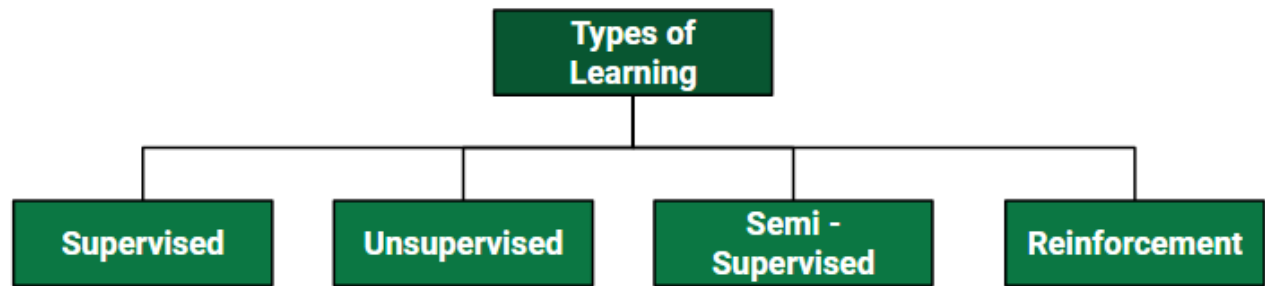 Types of
Learning
Supervised
Unsupervised
Semi -
Supervised
Reinforcement